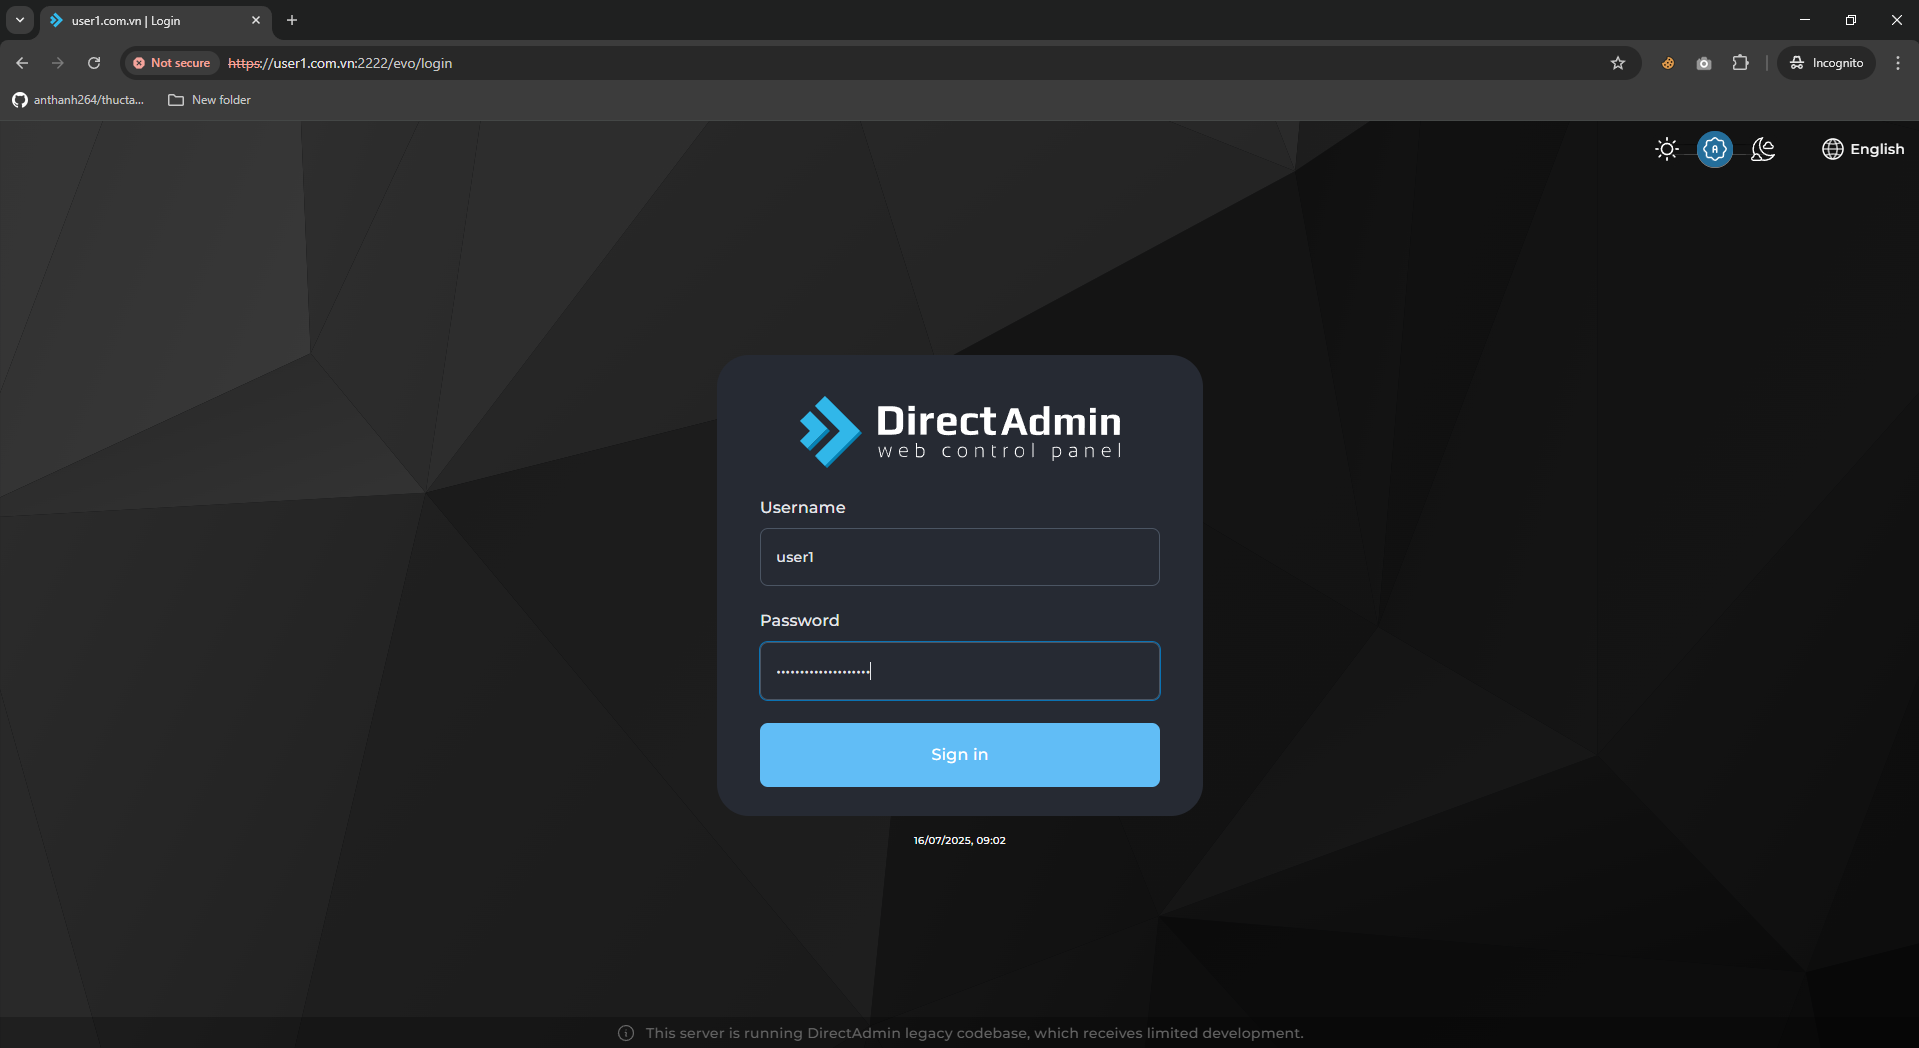 user1.com.vn | Login
Not secure
https://user1.com.vn:2222/evo/login
Incognito
anthanh264/thucta...
New folder
A
English
DirectAdmin
web control panel
Username
user1
Password
Sign in
16/07/2025, 09:02
This server is running DirectAdmin legacy codebase, which receives limited development.